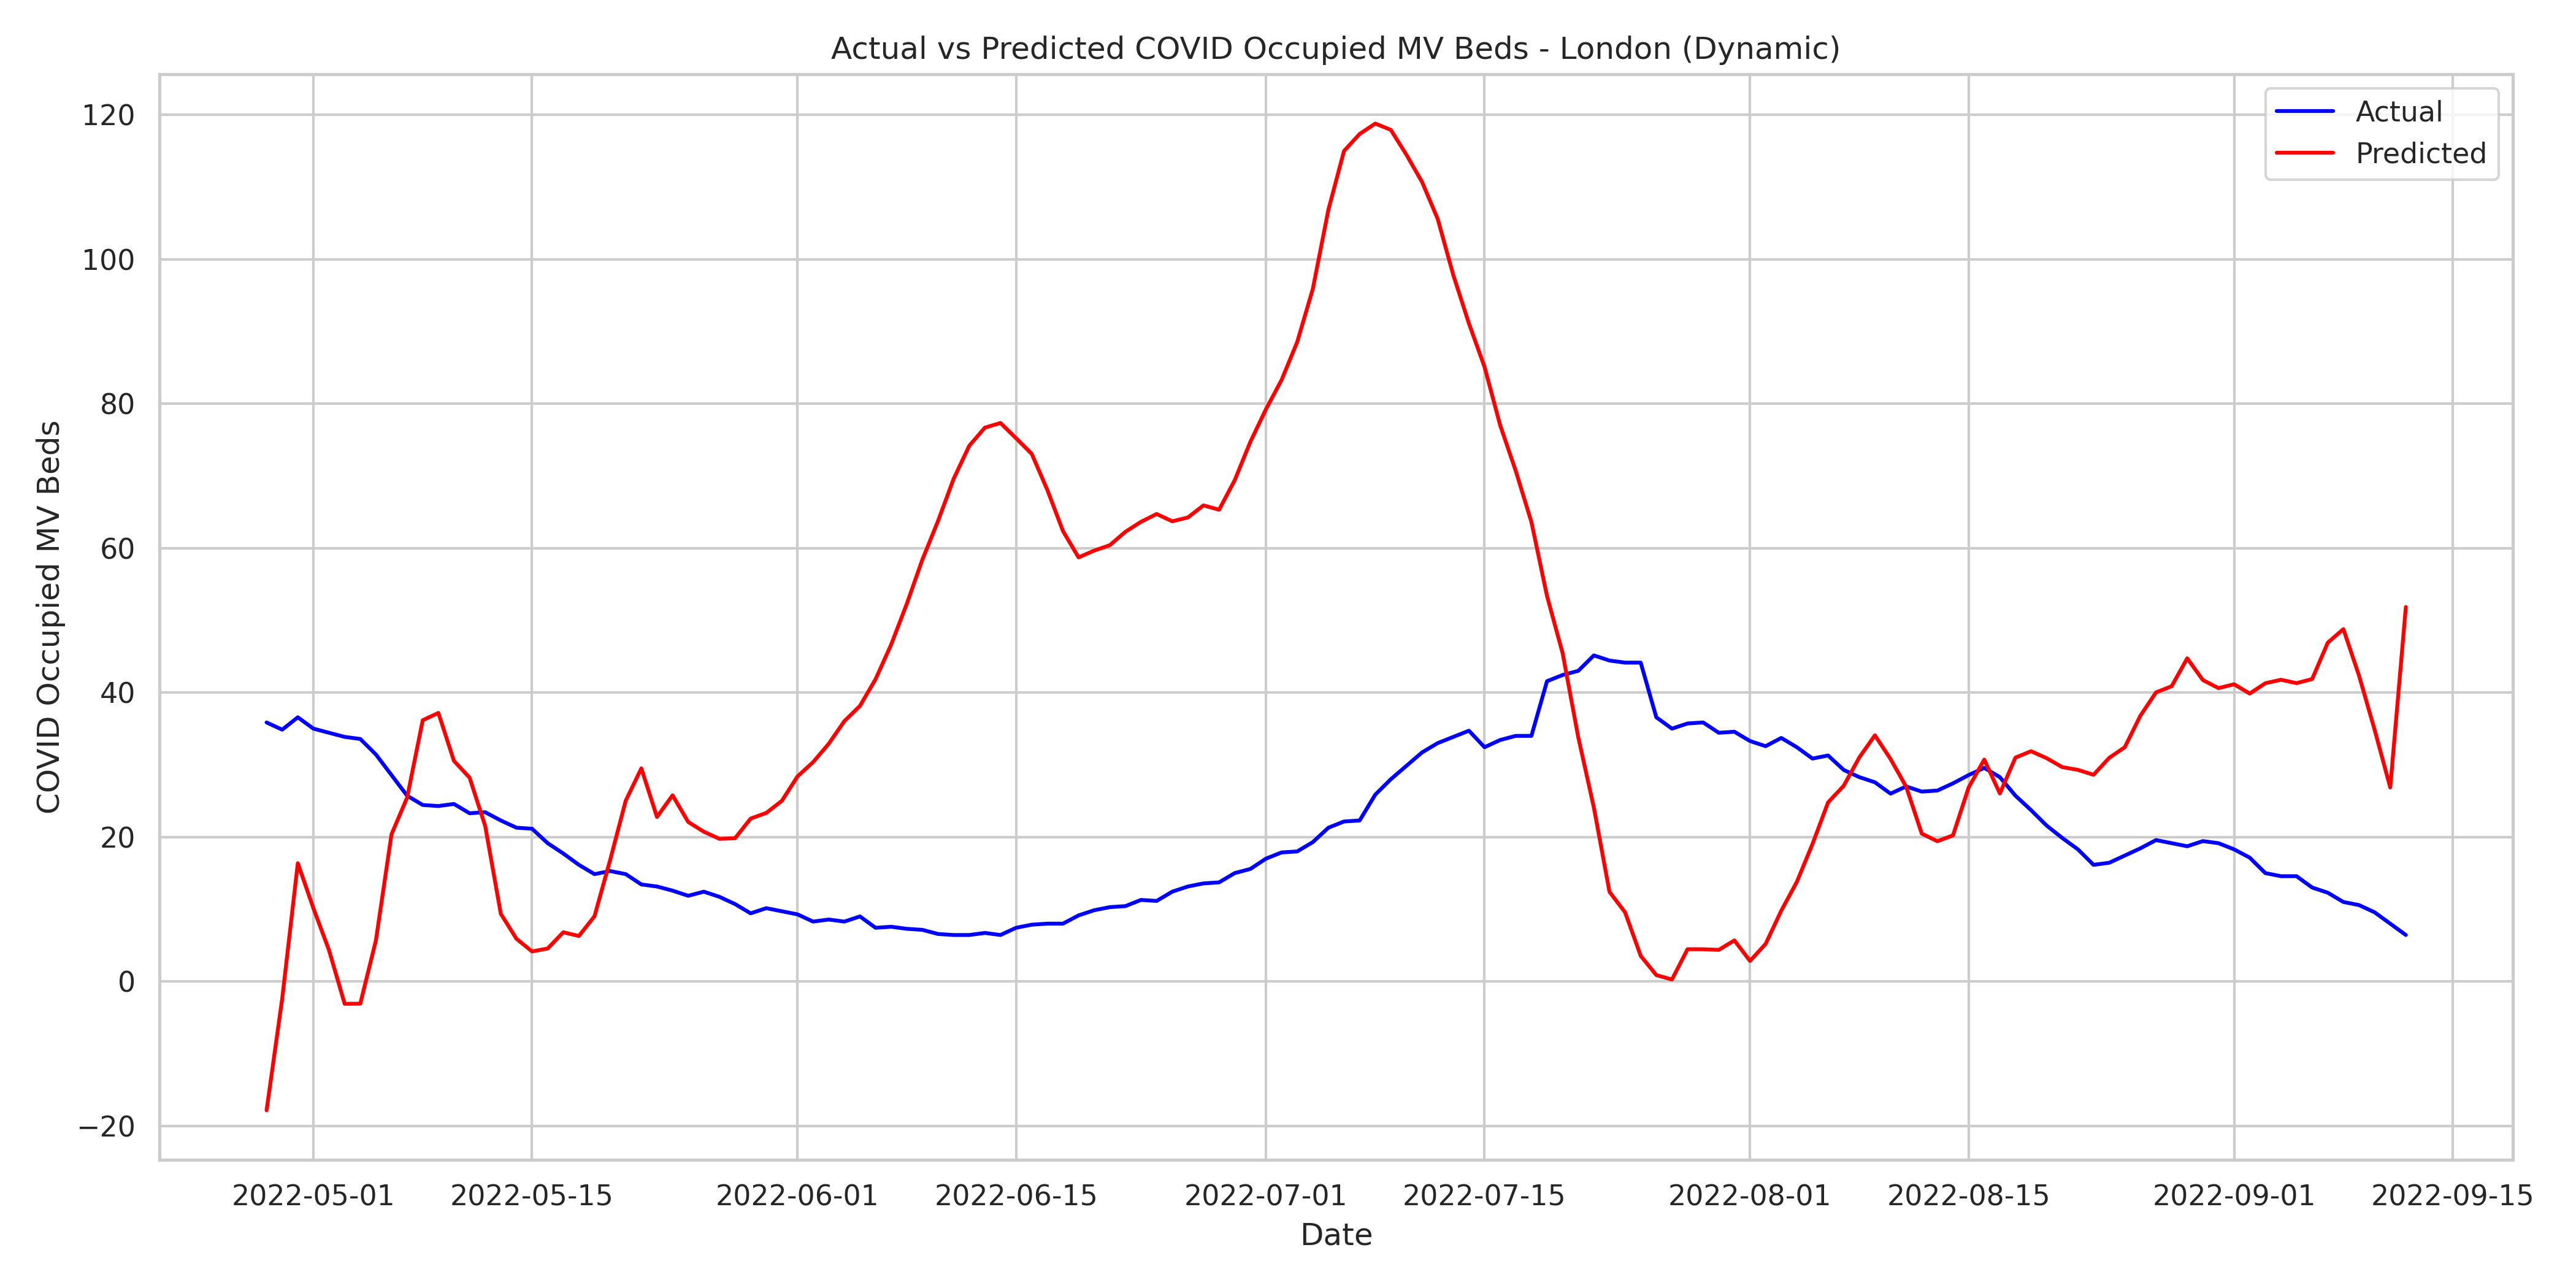 Actual vs Predicted COVID Occupied MV Beds - London (Dynamic)
Actual
Predicted
COVID Occupied MV Beds
120
100
80
60
40
20
0
−20
2022-05-01 2022-05-15 2022-06-01 2022-06-15 2022-07-01 2022-07-15 2022-08-01 2022-08-15 2022-09-01 2022-09-15
Date